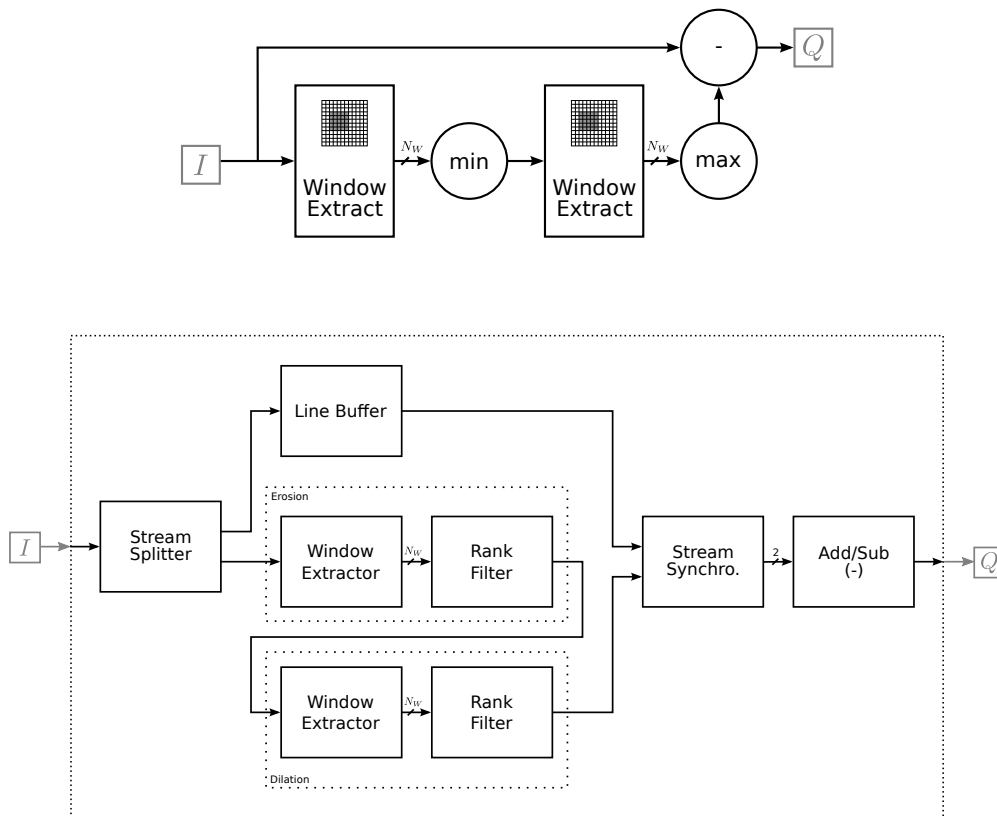 -
Q
I
Window
Extract
N_W
min
Window
Extract
N_W
max
Line Buffer
Erosion
I
Stream
Splitter
Window
Extractor
N_W
Rank
Filter
Stream
Synchro.
2
Add/Sub
(-)
Q
Window
Extractor
N_W
Rank
Filter
Dilation